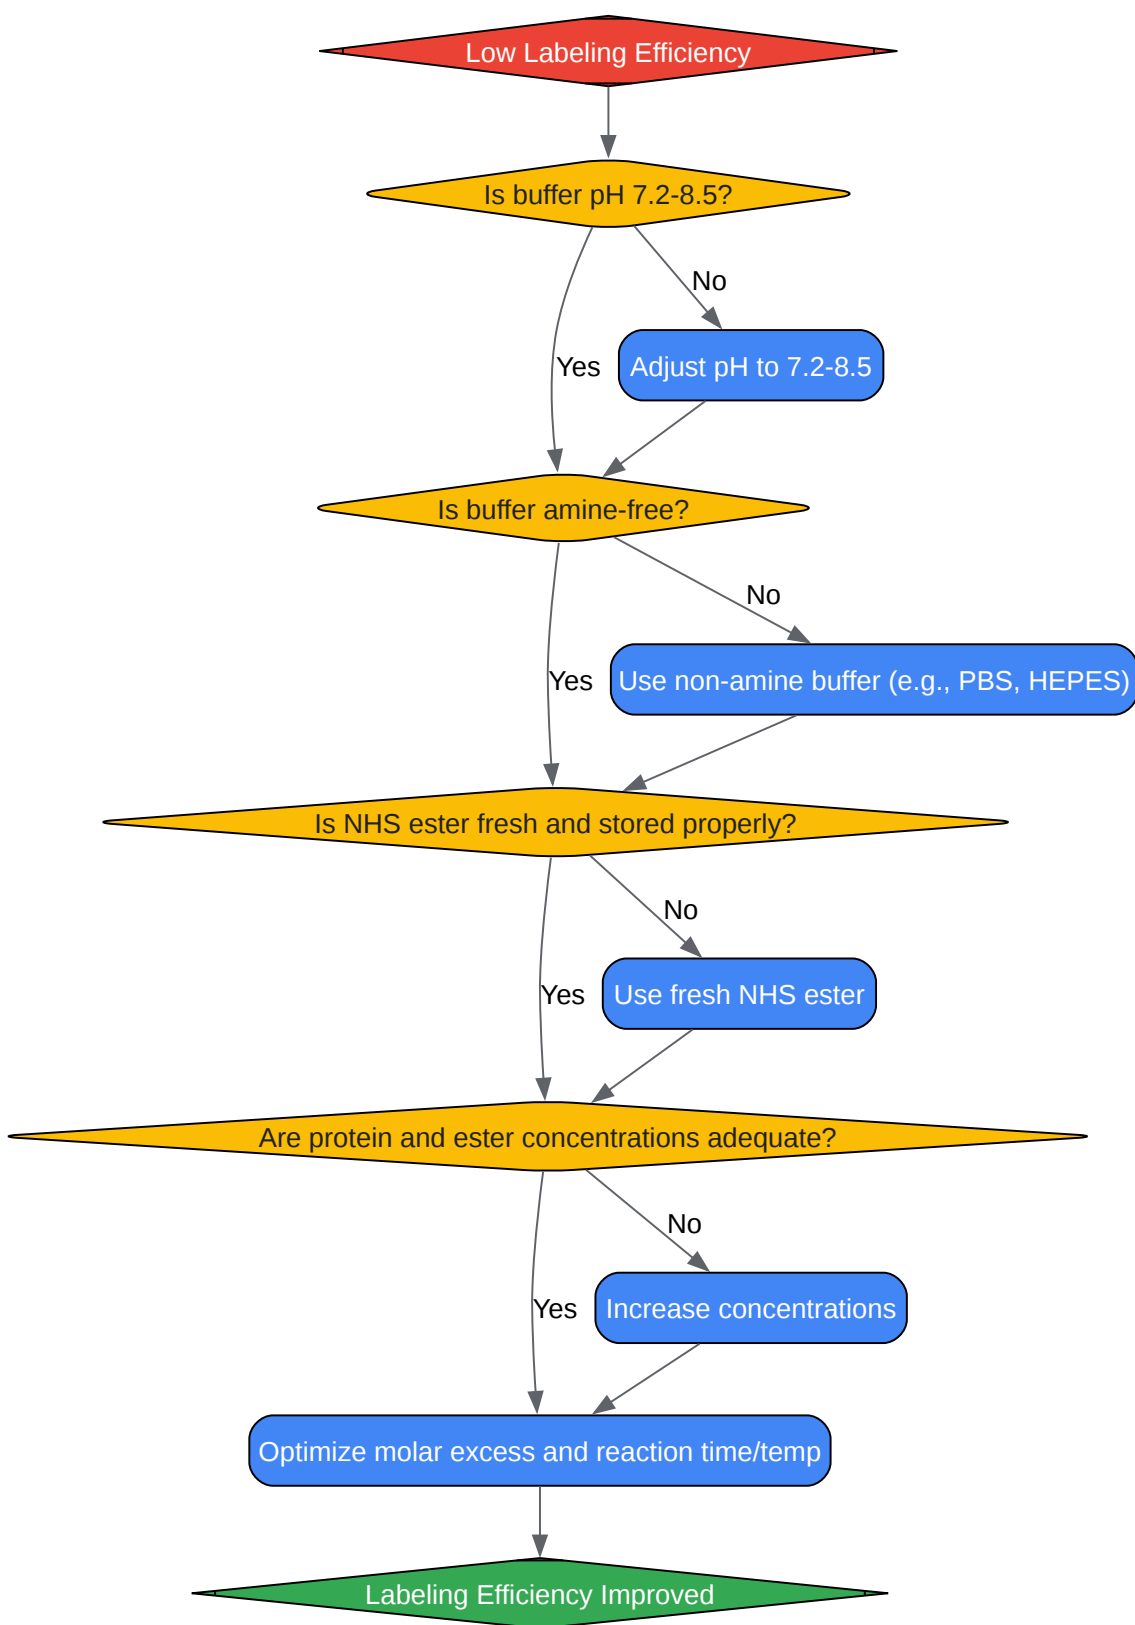 Low Labeling Efficiency
Is buffer pH 7.2-8.5?
No
Yes
Adjust pH to 7.2-8.5
Is buffer amine-free?
No
Yes
Use non-amine buffer (e.g., PBS, HEPES)
Is NHS ester fresh and stored properly?
No
Yes
Use fresh NHS ester
Are protein and ester concentrations adequate?
No
Yes
Increase concentrations
Optimize molar excess and reaction time/temp
Labeling Efficiency Improved